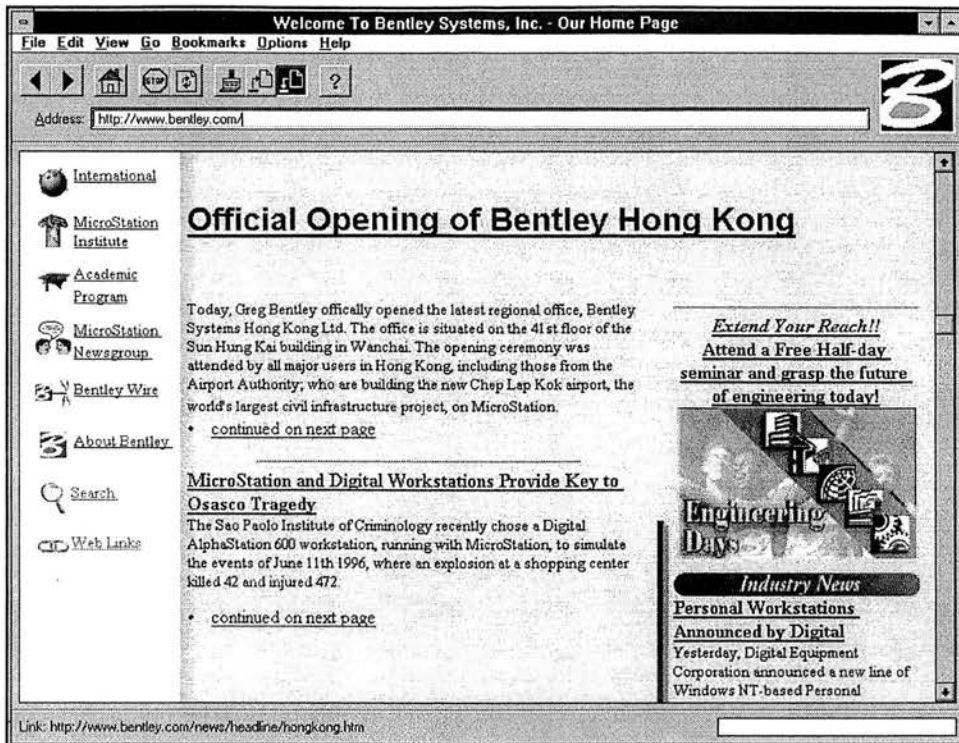 Welcome To Bentley Systems, Inc. - Our Home Page
File Edit View Go Bookmarks Options Help
STOP
?
B
Address: http://www.bentley.com/
International
MicroStation
Institute
Academic
Program
MicroStation
Newsgroup
Bentley Wire
About Bentley
Search
Web Links
Official Opening of Bentley Hong Kong
Today, Greg Bentley offically opened the latest regional office, Bentley
Systems Hong Kong Ltd. The office is situated on the 41st floor of the
Sun Hung Kai building in Wanchai. The opening ceremony was
attended by all major users in Hong Kong, including those from the
Airport Authority; who are building the new Chep Lap Kok airport, the
world's largest civil infrastructure project, on MicroStation.
• continued on next page
MicroStation and Digital Workstations Provide Key to
Osasco Tragedy
The Sao Paolo Institute of Criminology recently chose a Digital
AlphaStation 600 workstation, running with MicroStation, to simulate
the events of June 11th 1996, where an explosion at a shopping center
killed 42 and injured 472.
• continued on next page
Extend Your Reach!!
Attend a Free Half-day
seminar and grasp the future
of engineering today!
Engineering
Days
Industry News
Personal Workstations
Announced by Digital
Yesterday, Digital Equipment
Corporation announced a new line of
Windows NT-based Personal
Link: http://www.bentley.com/news/headline/hongkong.htm